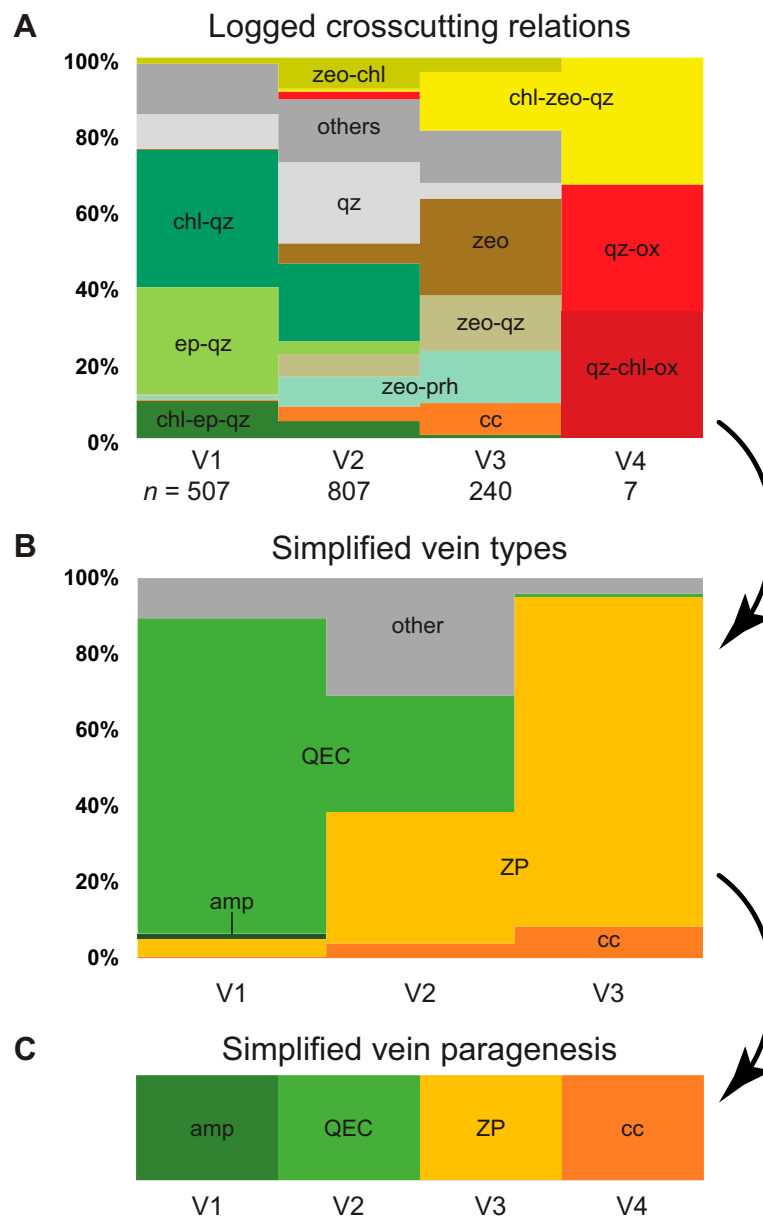 A Logged crosscutting relations
100%
80%
60%
40%
20%
0%
zeo-chl
chl-zeo-qz
others
qz
chl-qz
zeo
qz-ox
ep-qz
zeo-qz
zeo-prh
qz-chl-ox
chl-ep-qz
cc
V1 V2 V3 V4
n = 507 807 240 7
B Simplified vein types
100%
80%
60%
40%
20%
0%
other
QEC
ZP
amp
cc
V1 V2 V3
C Simplified vein paragenesis
amp QEC ZP cc
V1 V2 V3 V4